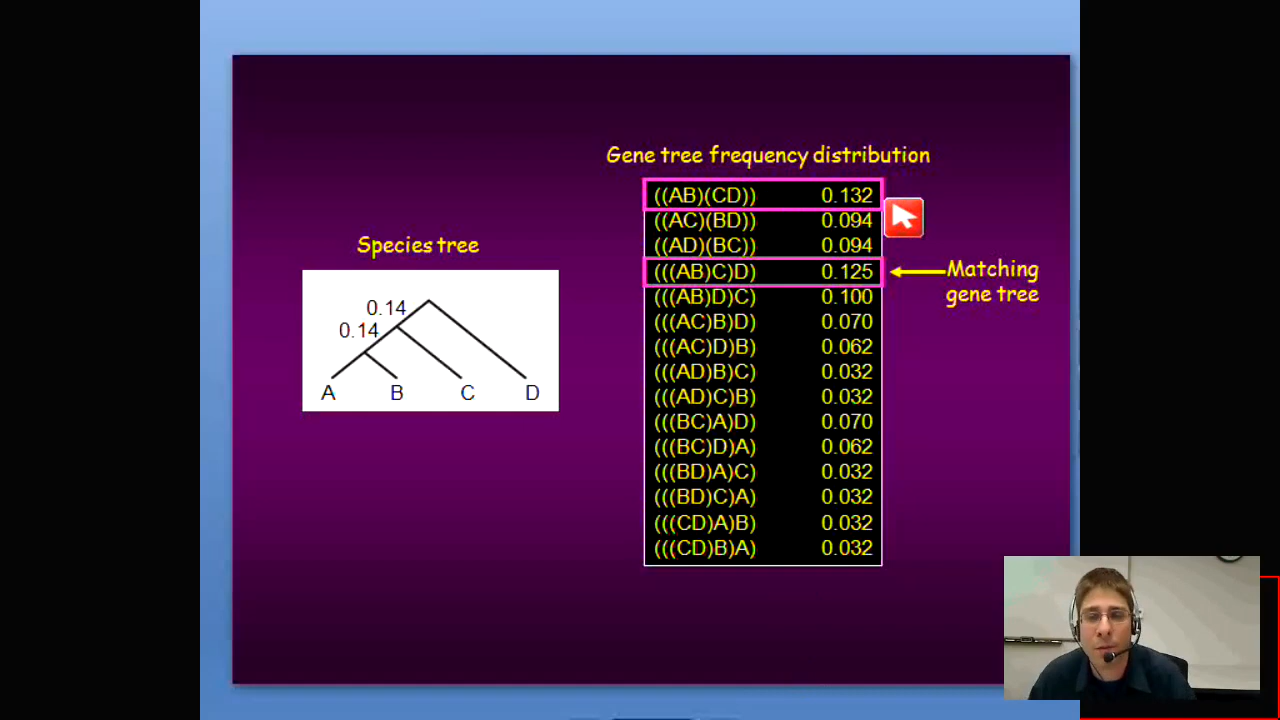 Gene tree frequency distribution
((AB)(CD)) 0.132
((AC)(BD)) 0.094
((AD)(BC)) 0.094
(((AB)C)D) 0.125
(((AB)D)C) 0.100
(((AC)B)D) 0.070
(((AC)D)B) 0.062
(((AD)B)C) 0.032
(((AD)C)B) 0.032
(((BC)A)D) 0.070
(((BC)D)A) 0.062
(((BD)A)C) 0.032
(((BD)C)A) 0.032
(((CD)A)B) 0.032
(((CD)B)A) 0.032
Matching
gene tree
Species tree
0.14
0.14
A B C D